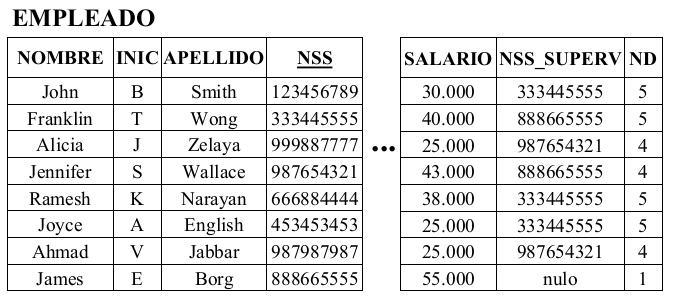 EMPLEADO
NOMBRE INIC APELLIDO NSS SALARIO NSS_SUPERV ND
John B Smith 123456789 30.000 333445555 5
Franklin T Wong 333445555 40.000 888665555 5
Alicia J Zelaya 999887777 ... 25.000 987654321 4
Jennifer S Wallace 987654321 43.000 888665555 4
Ramesh K Narayan 666884444 38.000 333445555 5
Joyce A English 453453453 25.000 333445555 5
Ahmad V Jabbar 987987987 25.000 987654321 4
James E Borg 888665555 55.000 nulo 1